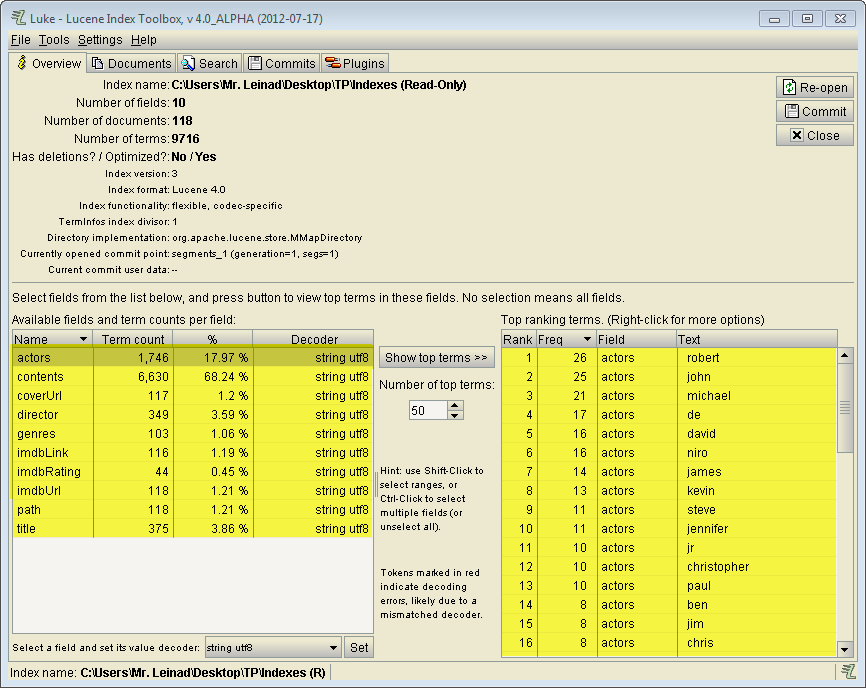 Luke - Lucene Index Toolbox, v 4.0_ALPHA (2012-07-17)
File Tools Settings Help
Overview Documents Search Commits Plugins
Index name: C:\Users\Mr. Leinad\Desktop\TP\Indexes (Read-Only)
Number of fields: 10
Number of documents: 118
Number of terms: 9716
Has deletions? / Optimized?: No / Yes
Index version: 3
Index format: Lucene 4.0
Index functionality: flexible, codec-specific
TermInfos index divisor: 1
Directory implementation: org.apache.lucene.store.MMapDirectory
Currently opened commit point: segments_1 (generation=1, segs=1)
Current commit user data: --
Re-open
Commit
Close
Select fields from the list below, and press button to view top terms in these fields. No selection means all fields.
Available fields and term counts per field:
Name Term count % Decoder
actors 1,746 17.97 % string utf8
contents 6,630 68.24 % string utf8
coverUrl 117 1.2 % string utf8
director 349 3.59 % string utf8
genres 103 1.06 % string utf8
imdbLink 116 1.19 % string utf8
imdbRating 44 0.45 % string utf8
imdbUrl 118 1.21 % string utf8
path 118 1.21 % string utf8
title 375 3.86 % string utf8
Select a field and set its value decoder: string utf8 Set
Show top terms >>
Number of top terms:
50
Hint: use Shift-Click to
select ranges, or
Ctrl-Click to select
multiple fields (or
unselect all).
Tokens marked in red
indicate decoding
errors, likely due to a
mismatched decoder.
Top ranking terms. (Right-click for more options)
Rank Freq Field Text
1 26 actors robert
2 25 actors john
3 21 actors michael
4 17 actors de
5 16 actors david
6 16 actors niro
7 14 actors james
8 13 actors kevin
9 11 actors steve
10 11 actors jennifer
11 10 actors jr
12 10 actors christopher
13 10 actors paul
14 8 actors ben
15 8 actors jim
16 8 actors chris
Index name: C:\Users\Mr. Leinad\Desktop\TP\Indexes (R)